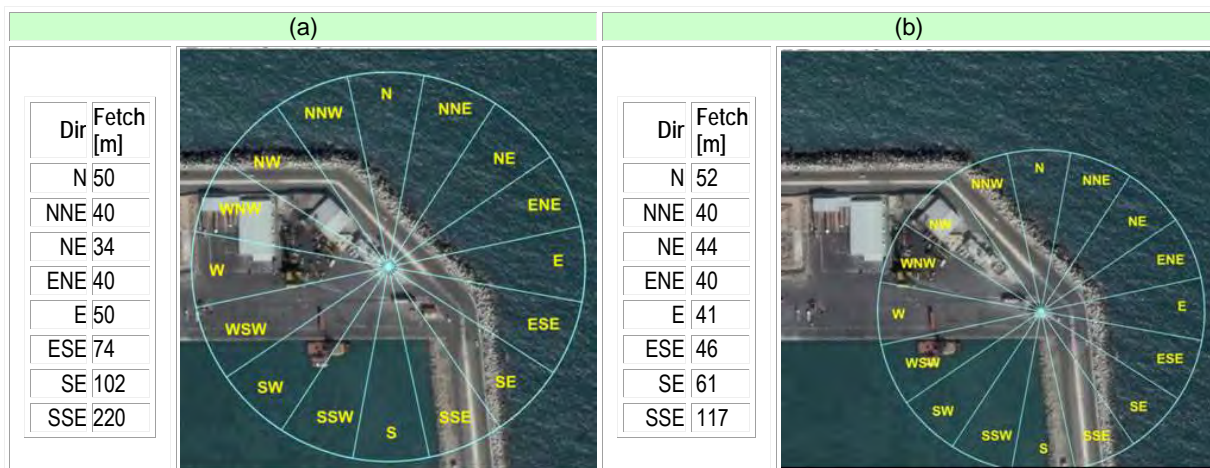 (a)
Dir Fetch [m]
N 50
NNE 40
NE 34
ENE 40
E 50
ESE 74
SE 102
SSE 220
N
NNE
NE
ENE
E
ESE
SE
SSE
S
SSW
SW
WSW
W
WNW
NW
NNW
(b)
Dir Fetch [m]
N 52
NNE 40
NE 44
ENE 40
E 41
ESE 46
SE 61
SSE 117
N
NNE
NE
ENE
E
ESE
SE
SSE
S
SSW
SW
WSW
W
WNW
NW
NNW